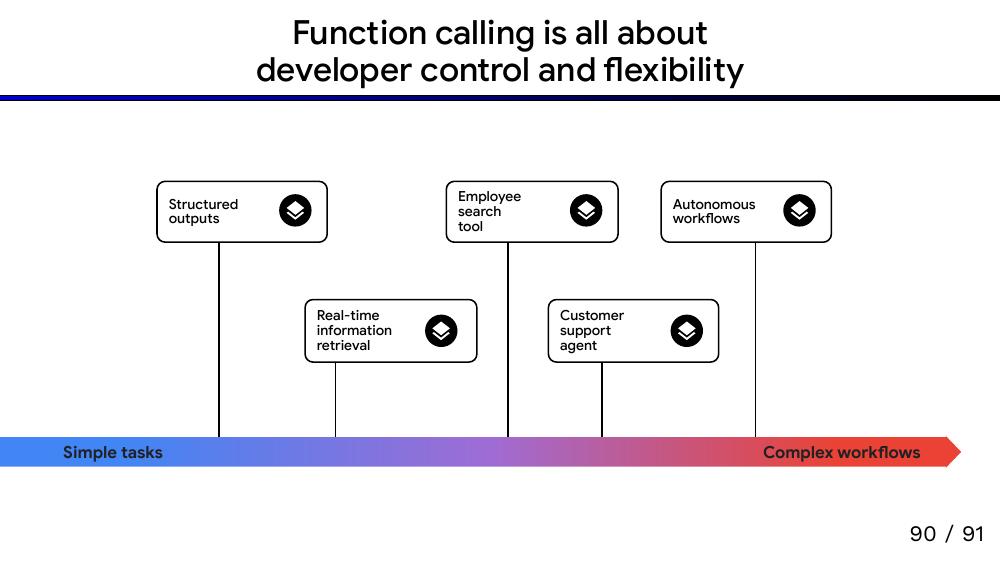 Function calling is all about
developer control and flexibility
Structured
outputs
Employee
search
tool
Autonomous
workflows
Real-time
information
retrieval
Customer
support
agent
Simple tasks
Complex workflows
90 / 91